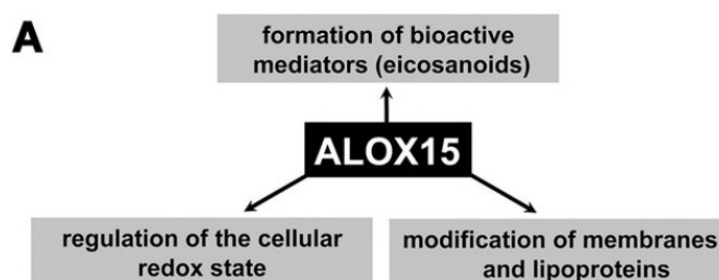 A
formation of bioactive
mediators (eicosanoids)
ALOX15
regulation of the cellular
redox state
modification of membranes
and lipoproteins